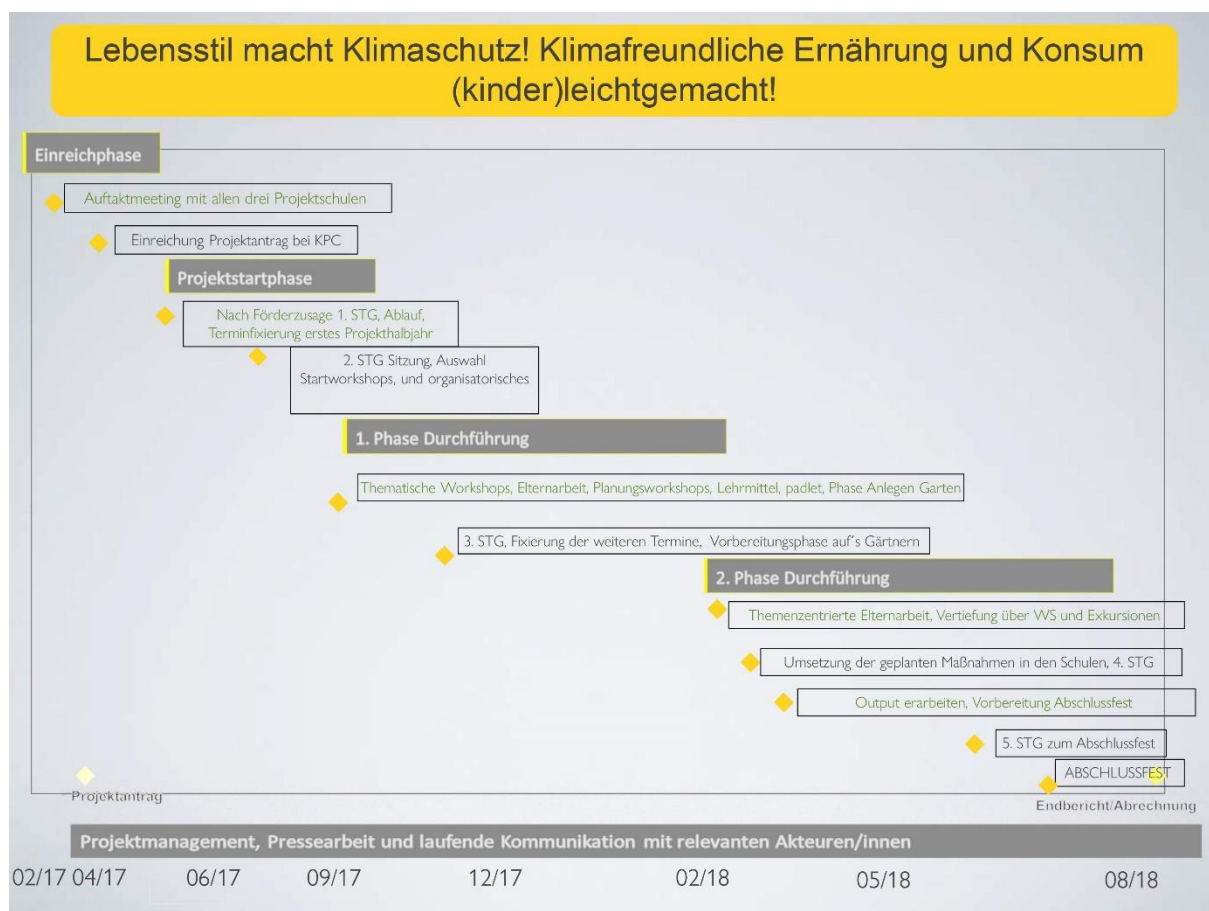 Lebensstil macht Klimaschutz! Klimafreundliche Ernährung und Konsum
(kinder)leichtgemacht!
Einreichphase
Auftaktmeeting mit allen drei Projektschulen
Einreichung Projektantrag bei KPC
Projektstartphase
Nach Förderzusage 1. STG, Ablauf,
Terminfixierung erstes Projekthalbjahr
2. STG Sitzung, Auswahl
Startworkshops, und organisatorisches
1. Phase Durchführung
Thematische Workshops, Elternarbeit, Planungsworkshops, Lehrmittel, padlet, Phase Anlegen Garten
3. STG, Fixierung der weiteren Termine, Vorbereitungsphase auf´s Gärtnern
2. Phase Durchführung
Themenzentrierte Elternarbeit, Vertiefung über WS und Exkursionen
Umsetzung der geplanten Maßnahmen in den Schulen, 4. STG
Output erarbeiten, Vorbereitung Abschlussfest
5. STG zum Abschlussfest
ABSCHLUSSFEST
Projektantrag
Endbericht/Abrechnung
Projektmanagement, Pressearbeit und laufende Kommunikation mit relevanten Akteuren/innen
02/17 04/17 06/17 09/17 12/17 02/18 05/18 08/18